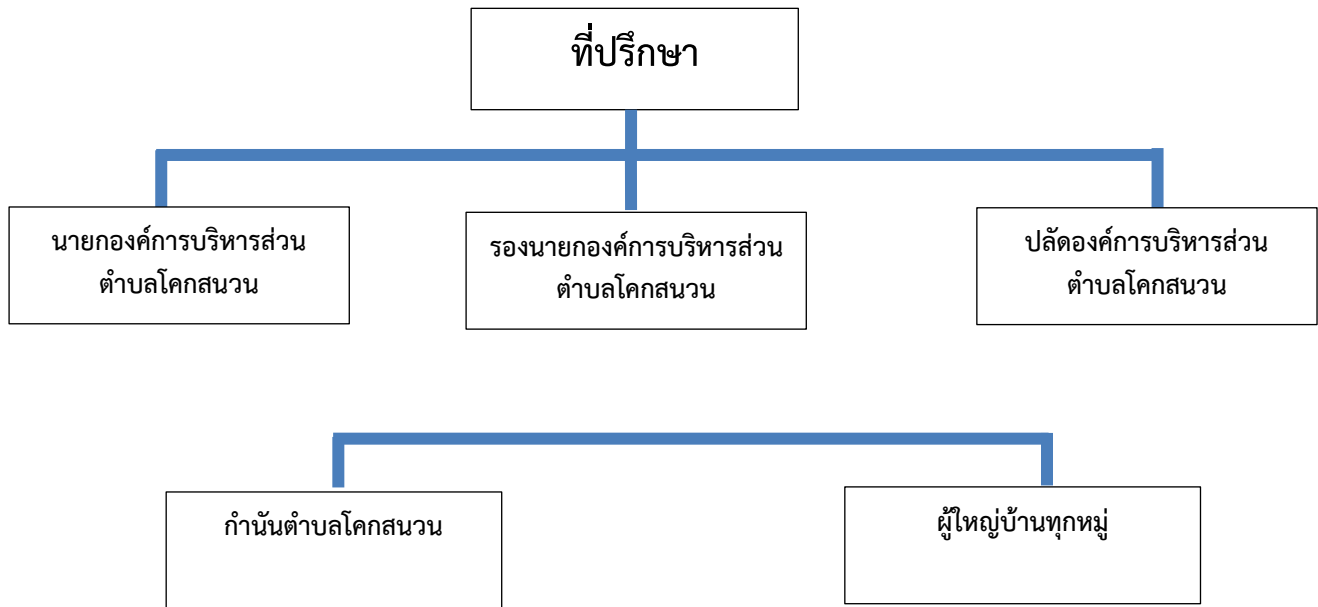 ที่ปรึกษา
นายกองค์การบริหารส่วน
ตำบลโคกสนวน
รองนายกองค์การบริหารส่วน
ตำบลโคกสนวน
ปลัดองค์การบริหารส่วน
ตำบลโคกสนวน
กำนันตำบลโคกสนวน
ผู้ใหญ่บ้านทุกหมู่